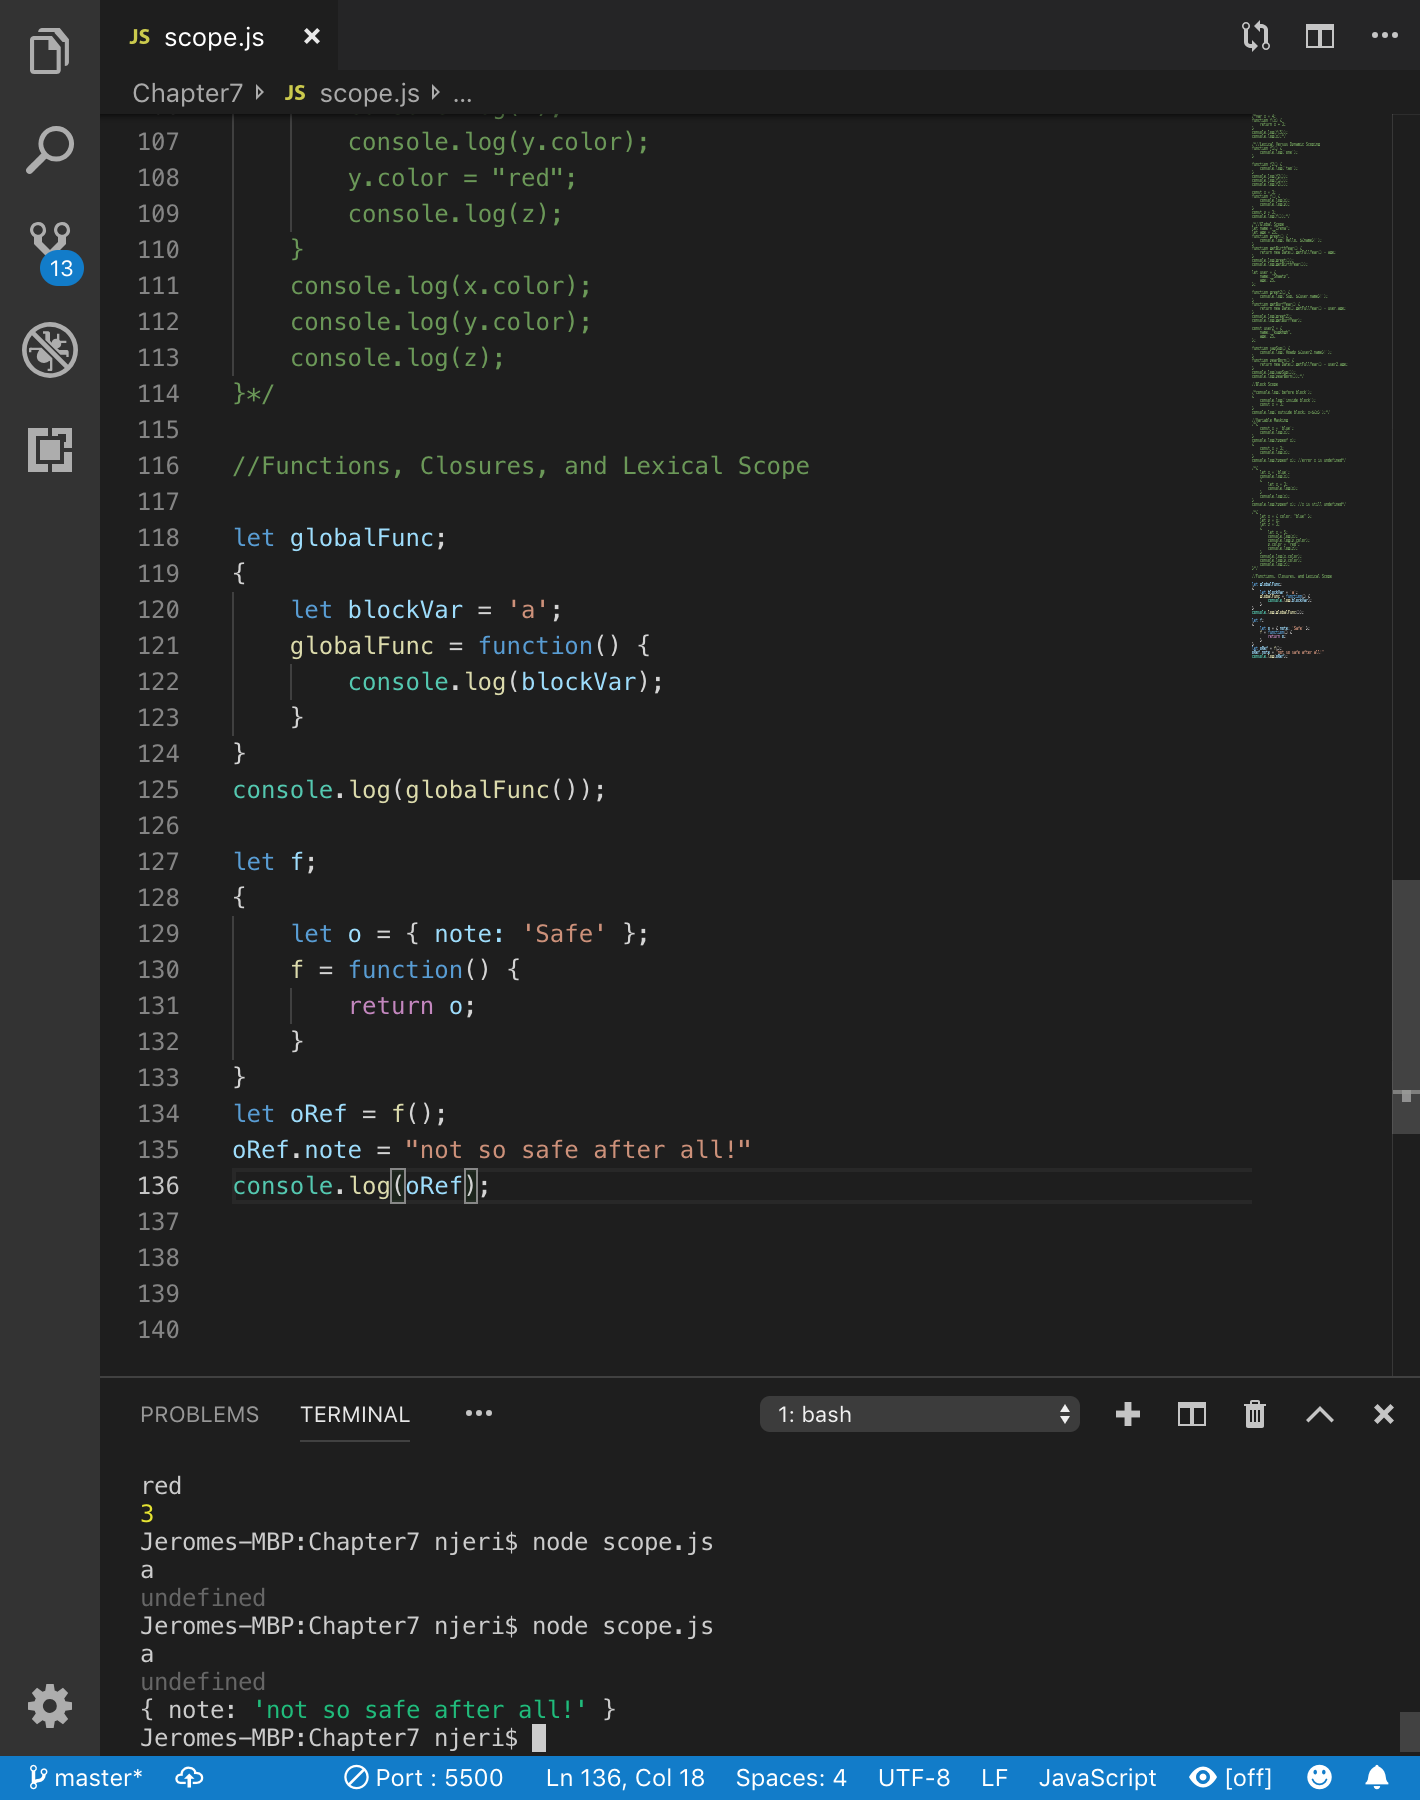 JS scope.js ×
Chapter7 JS scope.js ...
107 console.log(y.color);
108 y.color = "red";
109 console.log(z);
110 }
111 console.log(x.color);
112 console.log(y.color);
113 console.log(z);
114 }*/
115
116 //Functions, Closures, and Lexical Scope
117
118 let globalFunc;
119 {
120 let blockVar = 'a';
121 globalFunc = function() {
122 console.log(blockVar);
123 }
124 }
125 console.log(globalFunc());
126
127 let f;
128 {
129 let o = { note: 'Safe' };
130 f = function() {
131 return o;
132 }
133 }
134 let oRef = f();
135 oRef.note = "not so safe after all!"
136 console.log(oRef);
137
138
139
140
13
PROBLEMS TERMINAL ... 1: bash
red
3
Jeromes-MBP:Chapter7 njeri$ node scope.js
a
undefined
Jeromes-MBP:Chapter7 njeri$ node scope.js
a
undefined
{ note: 'not so safe after all!' }
Jeromes-MBP:Chapter7 njeri$
master* Port : 5500 Ln 136, Col 18 Spaces: 4 UTF-8 LF JavaScript [off]